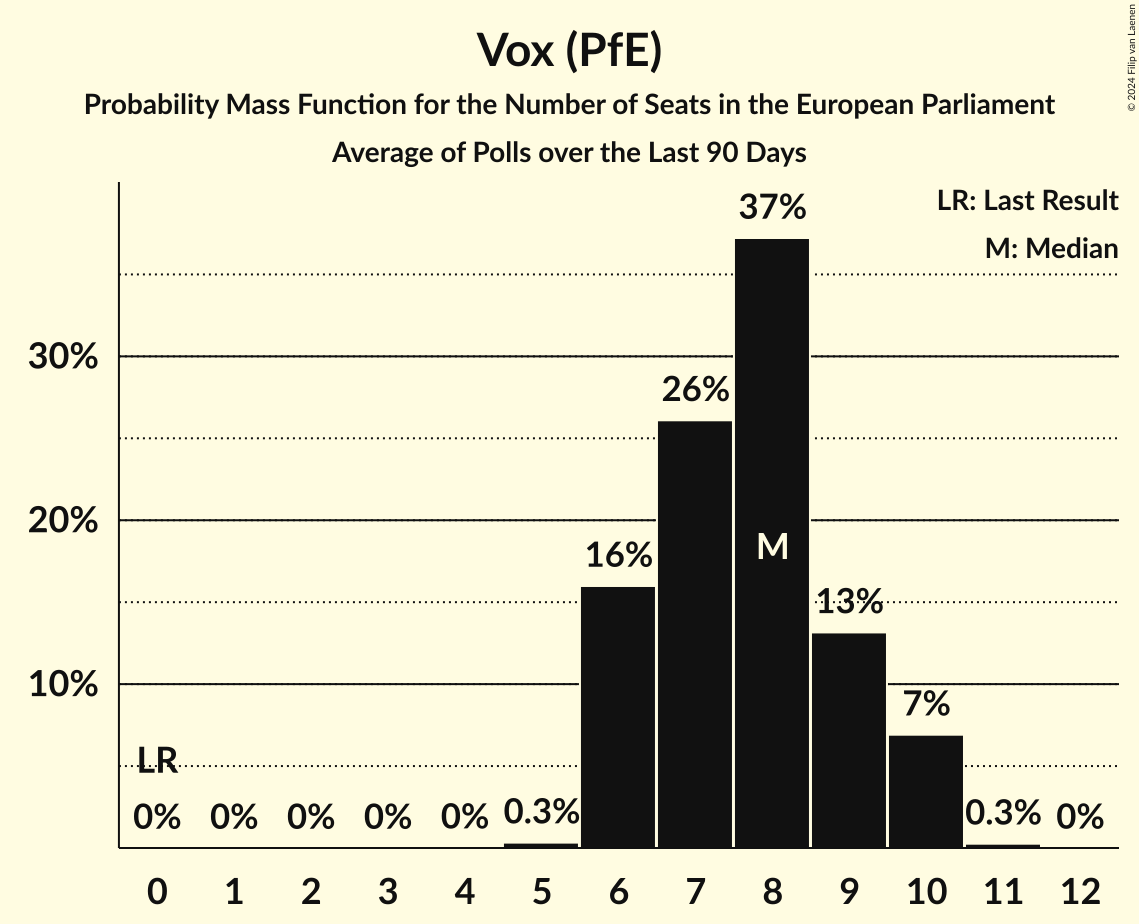 Vox (PfE)
Probability Mass Function for the Number of Seats in the European Parliament
Average of Polls over the Last 90 Days
© 2024 Filip van Laenen
LR: Last Result
M: Median
37%
30%
26%
20%
16%
M
13%
10%
7%
LR
0% 0% 0% 0% 0% 0.3% 0.3% 0%
0 1 2 3 4 5 6 7 8 9 10 11 12